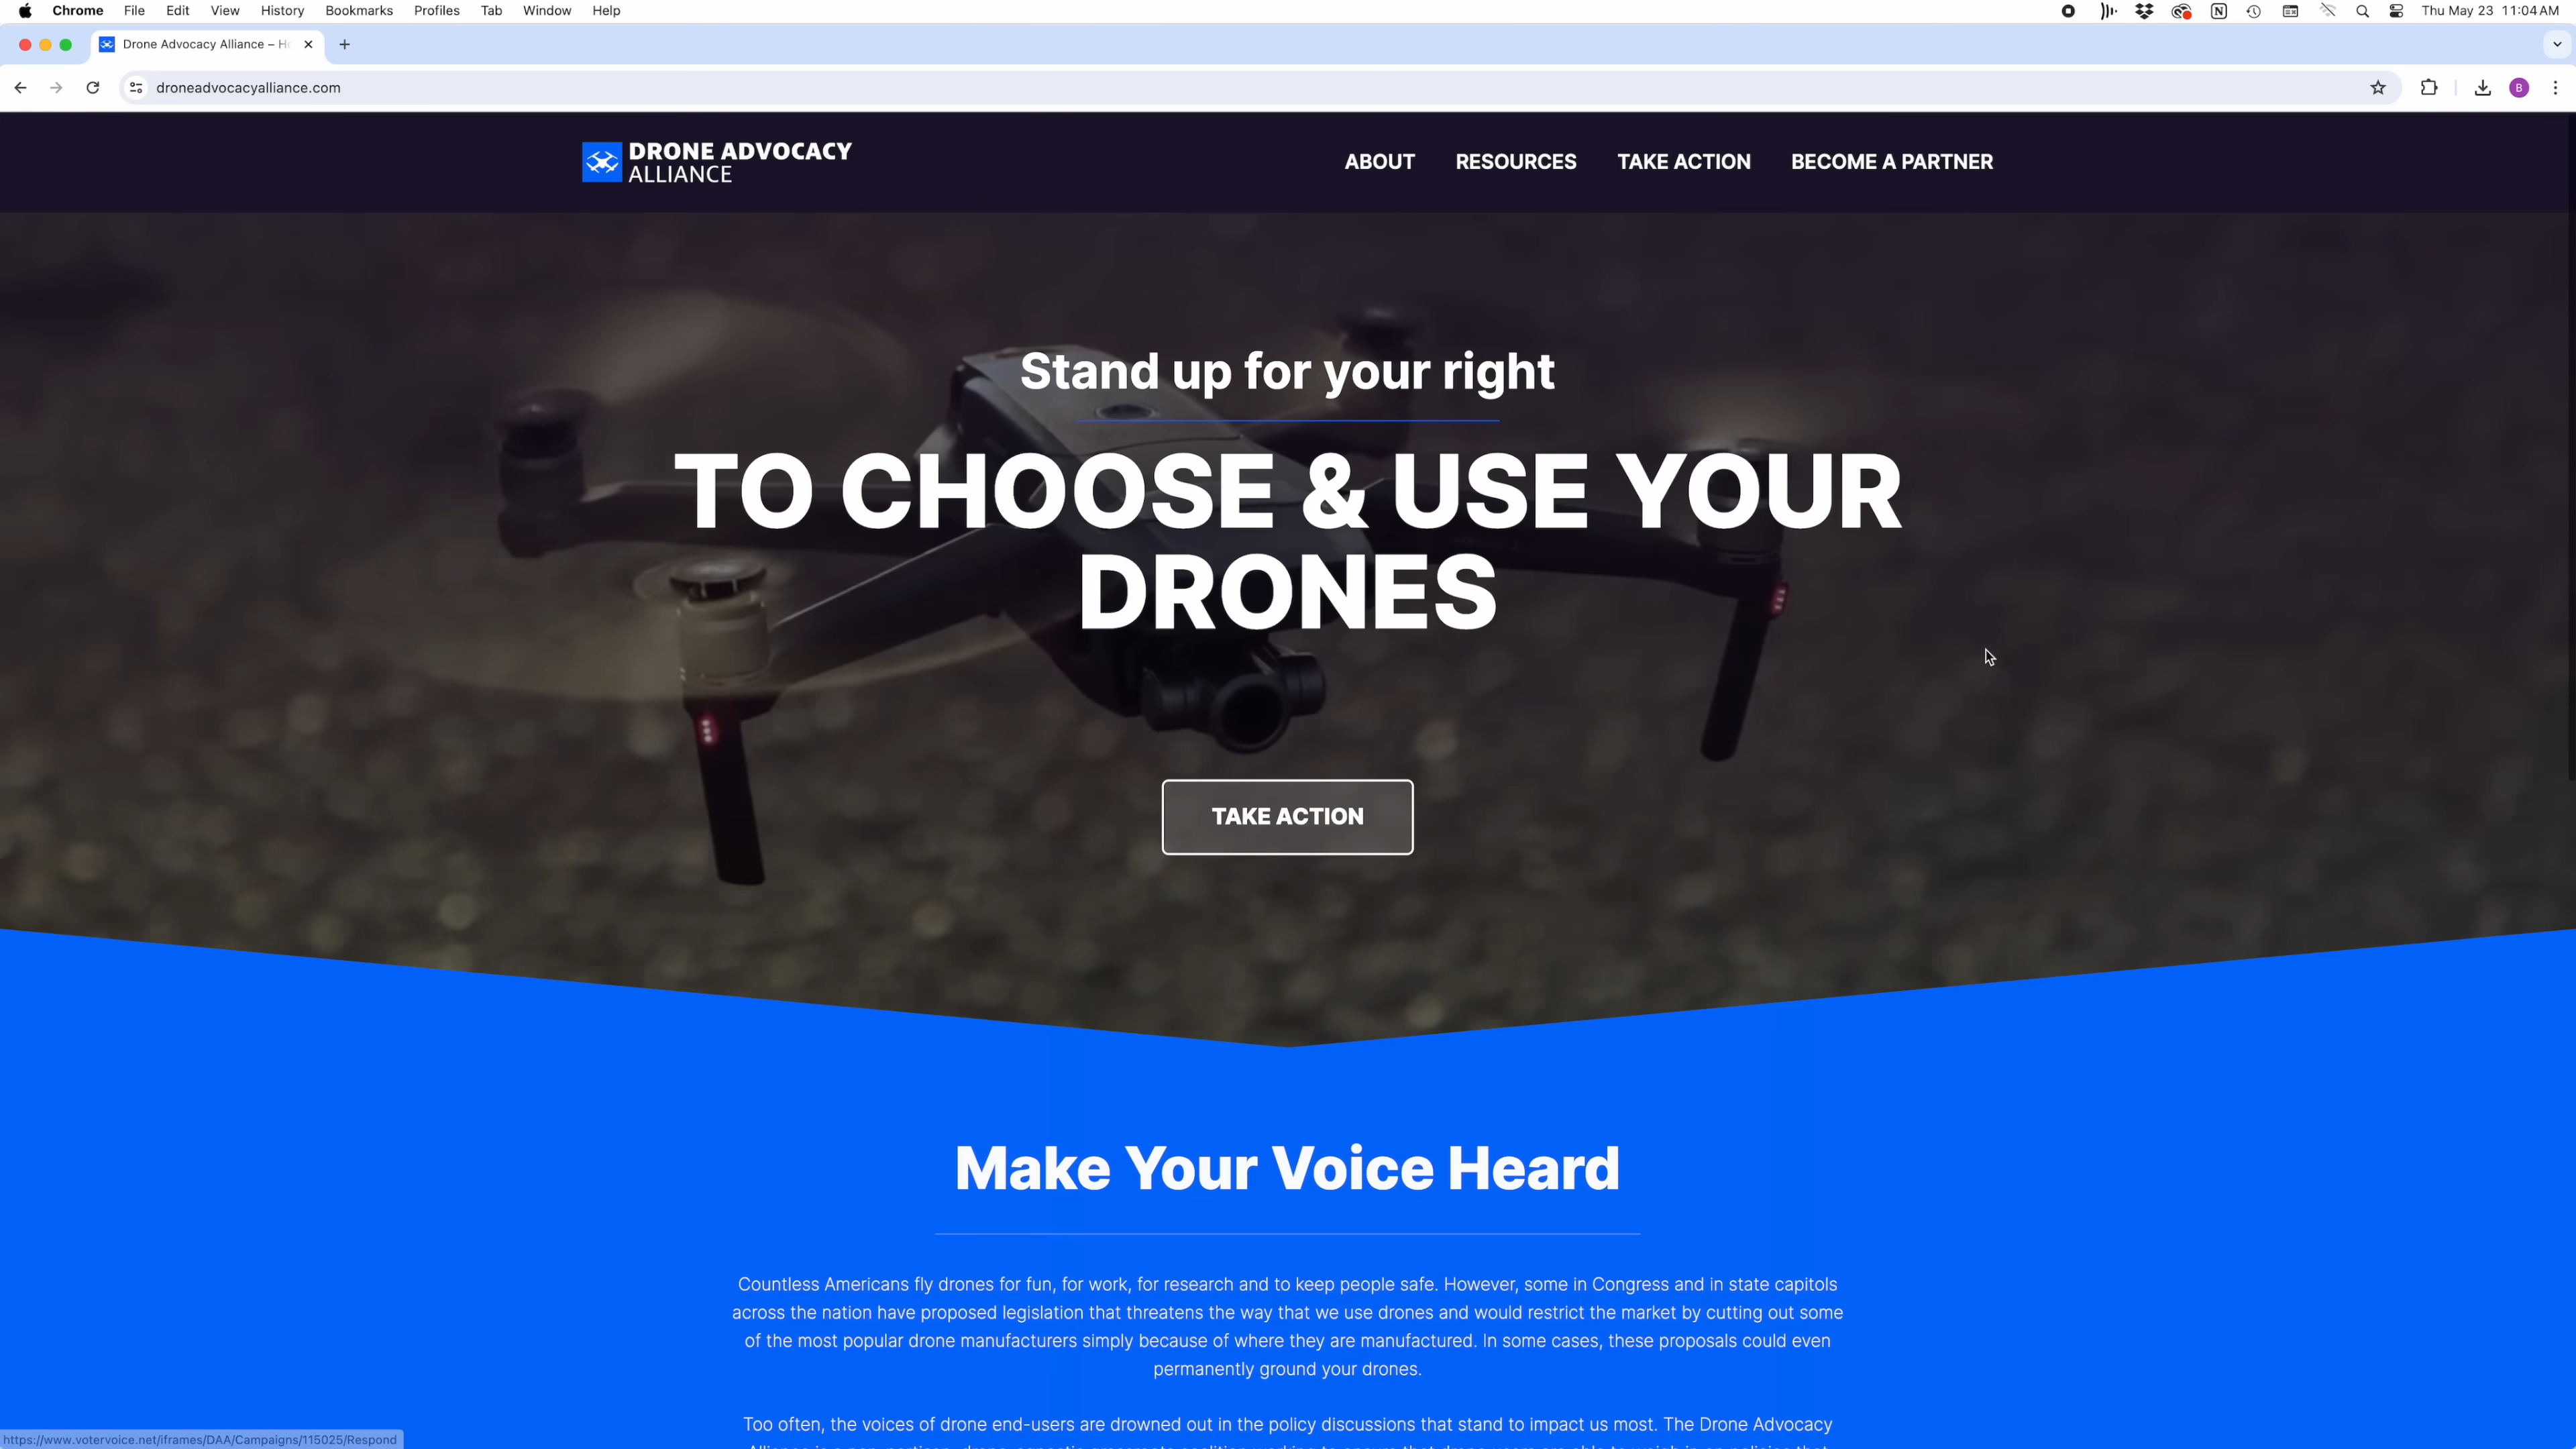 Chrome File Edit View History Bookmarks Profiles Tab Window Help Thu May 23 11:04 AM
Drone Advocacy Alliance –
droneadvocacyalliance.com B
DRONE ADVOCACY
ALLIANCE
ABOUT RESOURCES TAKE ACTION BECOME A PARTNER
Stand up for your right
TO CHOOSE & USE YOUR
DRONES
TAKE ACTION
Make Your Voice Heard
Countless Americans fly drones for fun, for work, for research and to keep people safe. However, some in Congress and in state capitols
across the nation have proposed legislation that threatens the way that we use drones and would restrict the market by cutting out some
of the most popular drone manufacturers simply because of where they are manufactured. In some cases, these proposals could even
permanently ground your drones.
Too often, the voices of drone end-users are drowned out in the policy discussions that stand to impact us most. The Drone Advocacy
https://www.votervoice.net/iframes/DAA/Campaigns/115025/Respond